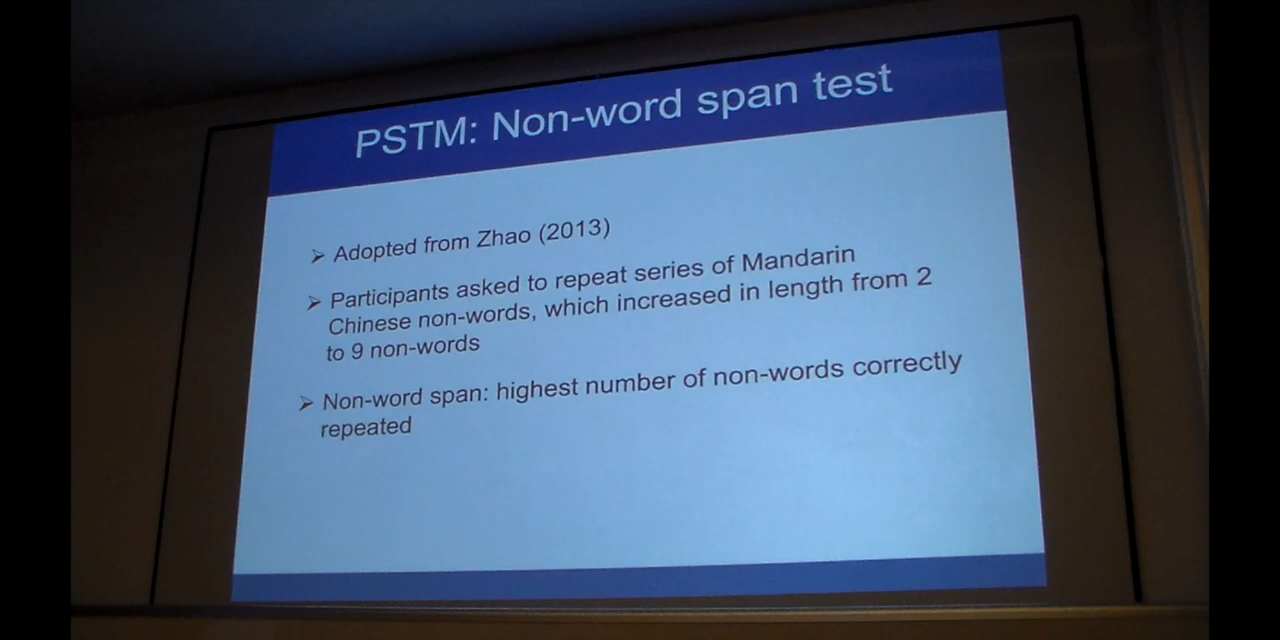 PSTM: Non-word span test
➢ Adopted from Zhao (2013)
➢ Participants asked to repeat series of Mandarin
Chinese non-words, which increased in length from 2
to 9 non-words
➢ Non-word span: highest number of non-words correctly
repeated